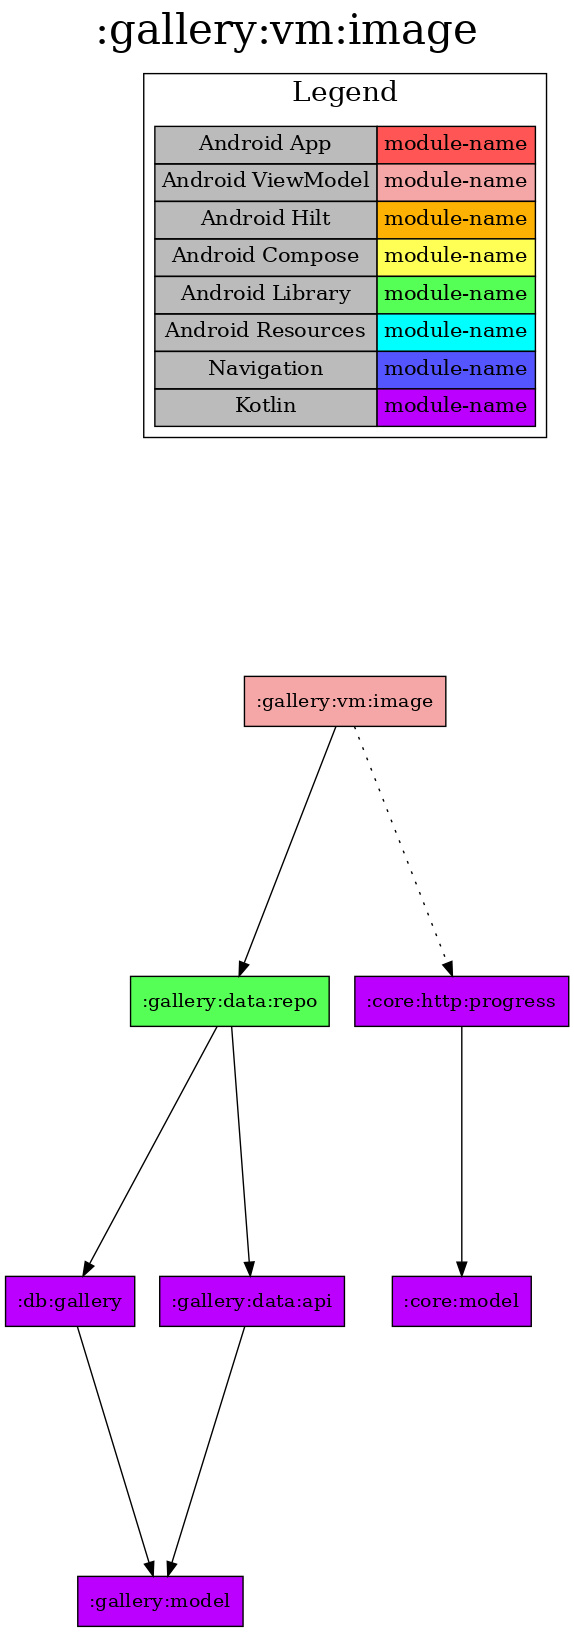 :gallery:vm:image
Legend
Android App module-name
Android ViewModel module-name
Android Hilt module-name
Android Compose module-name
Android Library module-name
Android Resources module-name
Navigation module-name
Kotlin module-name
:gallery:vm:image
:gallery:data:repo :core:http:progress
:db:gallery :gallery:data:api :core:model
:gallery:model